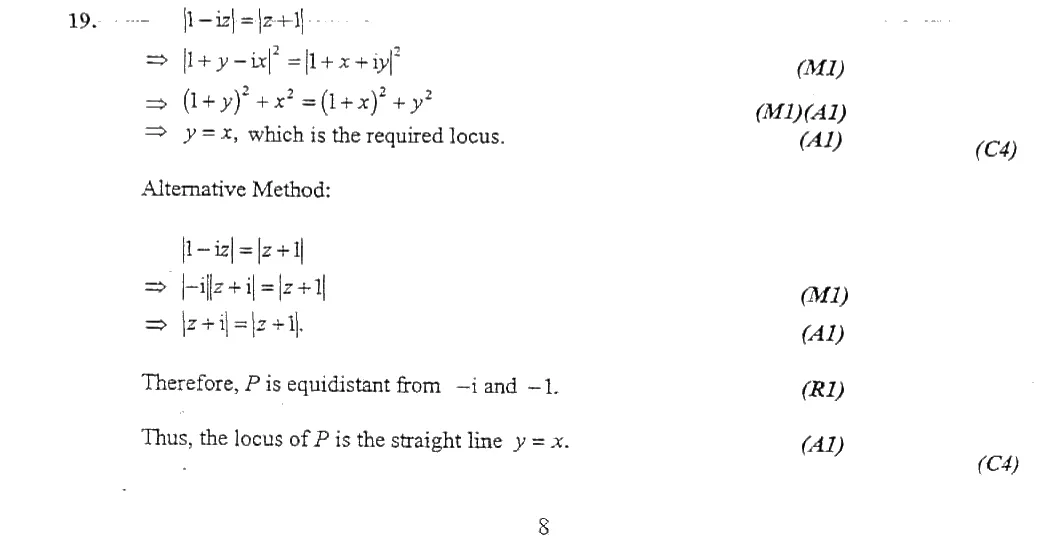 19. |1 − iz| = |z + 1|
⇒ |1 + y − ix|² = |1 + x + iy|² (M1)
⇒ (1 + y)² + x² = (1 + x)² + y² (M1)(A1)
⇒ y = x, which is the required locus. (A1)
(C4)
Alternative Method:
|1 − iz| = |z + 1|
⇒ |−i||z + i| = |z + 1| (M1)
⇒ |z + i| = |z + 1|. (A1)
Therefore, P is equidistant from −i and −1. (R1)
Thus, the locus of P is the straight line y = x. (A1)
(C4)
8